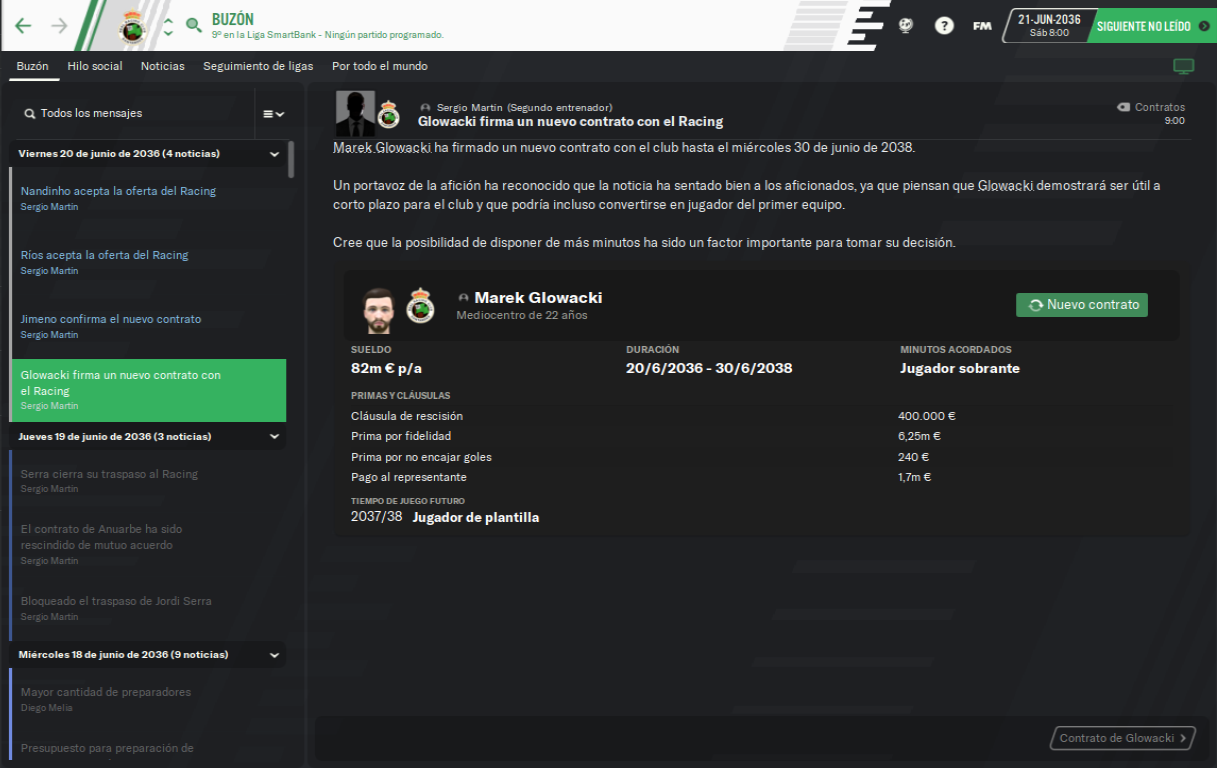 BUZÓN
9º en la Liga SmartBank - Ningún partido programado.
?
FM
21-JUN-2036
Sáb 8:00
SIGUIENTE NO LEÍDO
Buzón
Hilo social
Noticias
Seguimiento de ligas
Por todo el mundo
Todos los mensajes
Viernes 20 de junio de 2036 (4 noticias)
Nandinho acepta la oferta del Racing
Sergio Martín
Ríos acepta la oferta del Racing
Sergio Martín
Jimeno confirma el nuevo contrato
Sergio Martín
Glowacki firma un nuevo contrato con
el Racing
Sergio Martín
Jueves 19 de junio de 2036 (3 noticias)
Serra cierra su traspaso al Racing
Sergio Martín
El contrato de Anuarbe ha sido
rescindido de mutuo acuerdo
Sergio Martín
Bloqueado el traspaso de Jordi Serra
Sergio Martín
Miércoles 18 de junio de 2036 (9 noticias)
Mayor cantidad de preparadores
Diego Melia
Presupuesto para preparación de
Sergio Martín (Segundo entrenador)
Glowacki firma un nuevo contrato con el Racing
Contratos
9:00
Marek Glowacki ha firmado un nuevo contrato con el club hasta el miércoles 30 de junio de 2038.
Un portavoz de la afición ha reconocido que la noticia ha sentado bien a los aficionados, ya que piensan que Glowacki demostrará ser útil a
corto plazo para el club y que podría incluso convertirse en jugador del primer equipo.
Cree que la posibilidad de disponer de más minutos ha sido un factor importante para tomar su decisión.
Marek Glowacki
Mediocentro de 22 años
Nuevo contrato
SUELDO
DURACIÓN
MINUTOS ACORDADOS
82m € p/a
20/6/2036 - 30/6/2038
Jugador sobrante
PRIMAS Y CLÁUSULAS
Cláusula de rescisión
400.000 €
Prima por fidelidad
6,25m €
Prima por no encajar goles
240 €
Pago al representante
1,7m €
TIEMPO DE JUEGO FUTURO
2037/38 Jugador de plantilla
Contrato de Glowacki